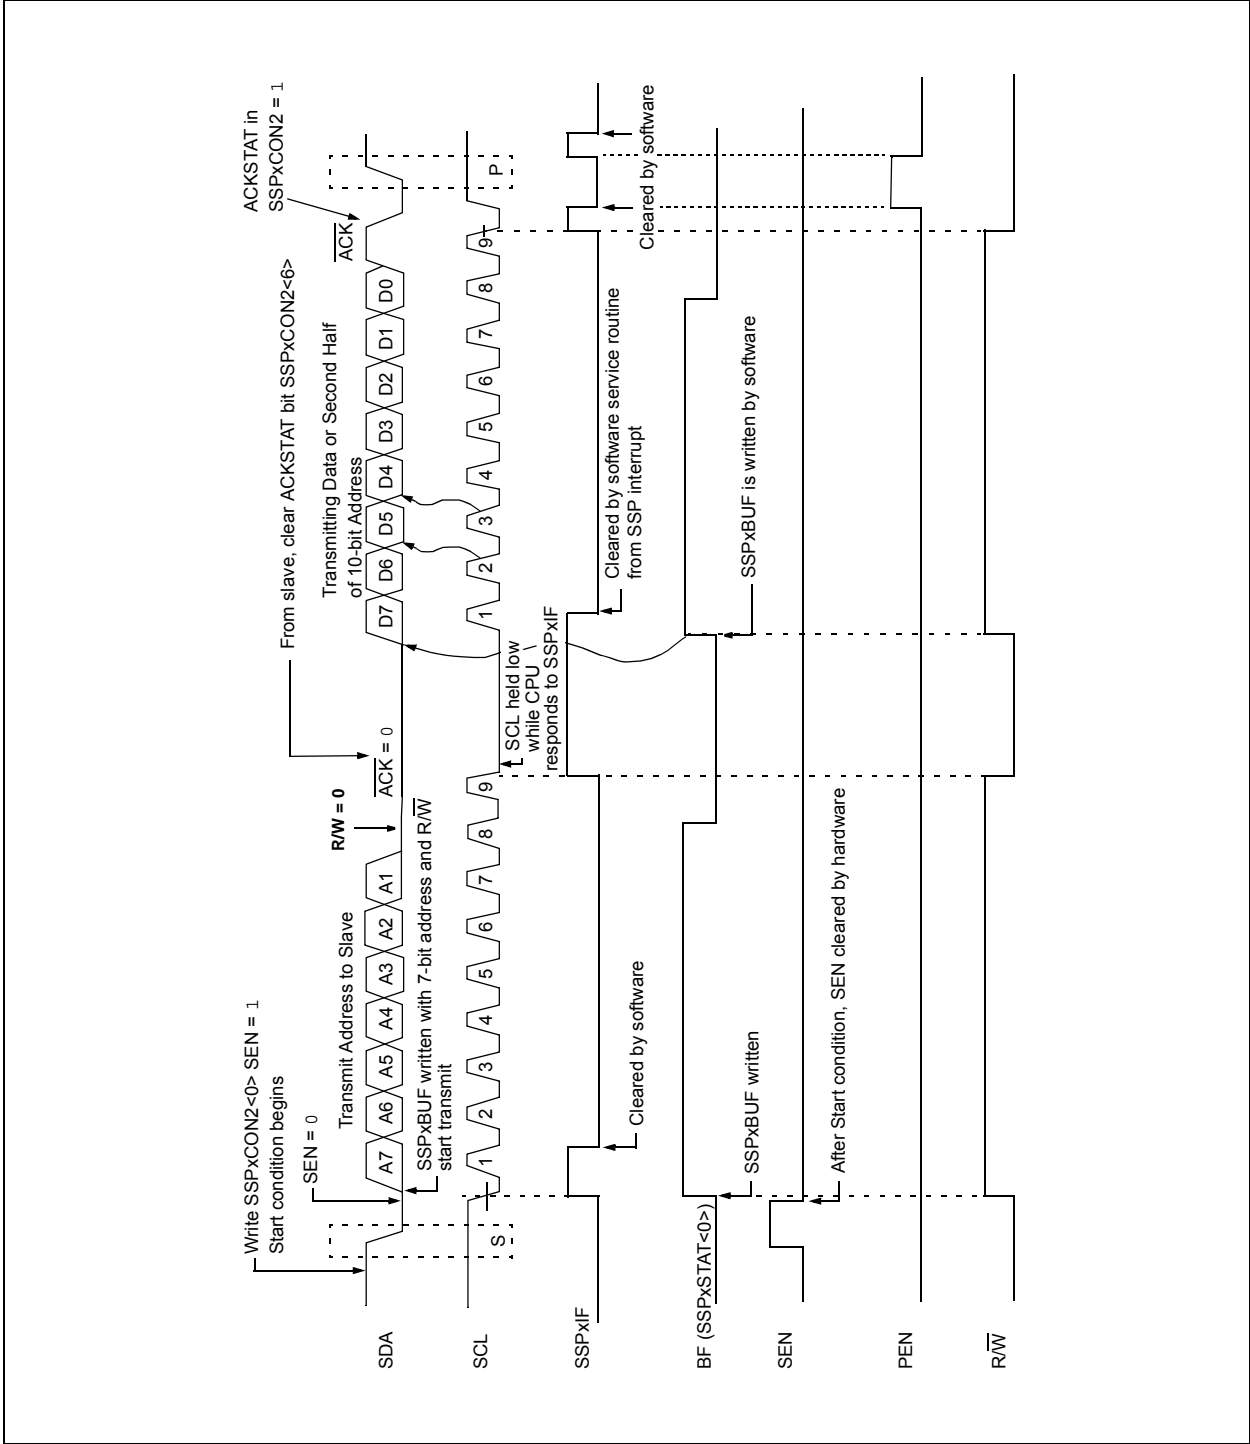 Write SSPxCON2<0> SEN = 1
Start condition begins
SEN = 0
From slave, clear ACKSTAT bit SSPxCON2<6>
ACKSTAT in
SSPxCON2 = 1
Transmit Address to Slave
R/W = 0
ACK = 0
Transmitting Data or Second Half
of 10-bit Address
ACK
SDA
A7 A6 A5 A4 A3 A2 A1
D7 D6 D5 D4 D3 D2 D1 D0
SSPxBUF written with 7-bit address and R/W
start transmit
SCL
S
1 2 3 4 5 6 7 8 9
1 2 3 4 5 6 7 8 9
P
SCL held low
while CPU
responds to SSPxIF
SSPxIF
Cleared by software
Cleared by software service routine
from SSP interrupt
Cleared by software
Cleared by software
BF (SSPxSTAT<0>)
SSPxBUF written
SSPxBUF is written by software
SEN
After Start condition, SEN cleared by hardware
PEN
R/W